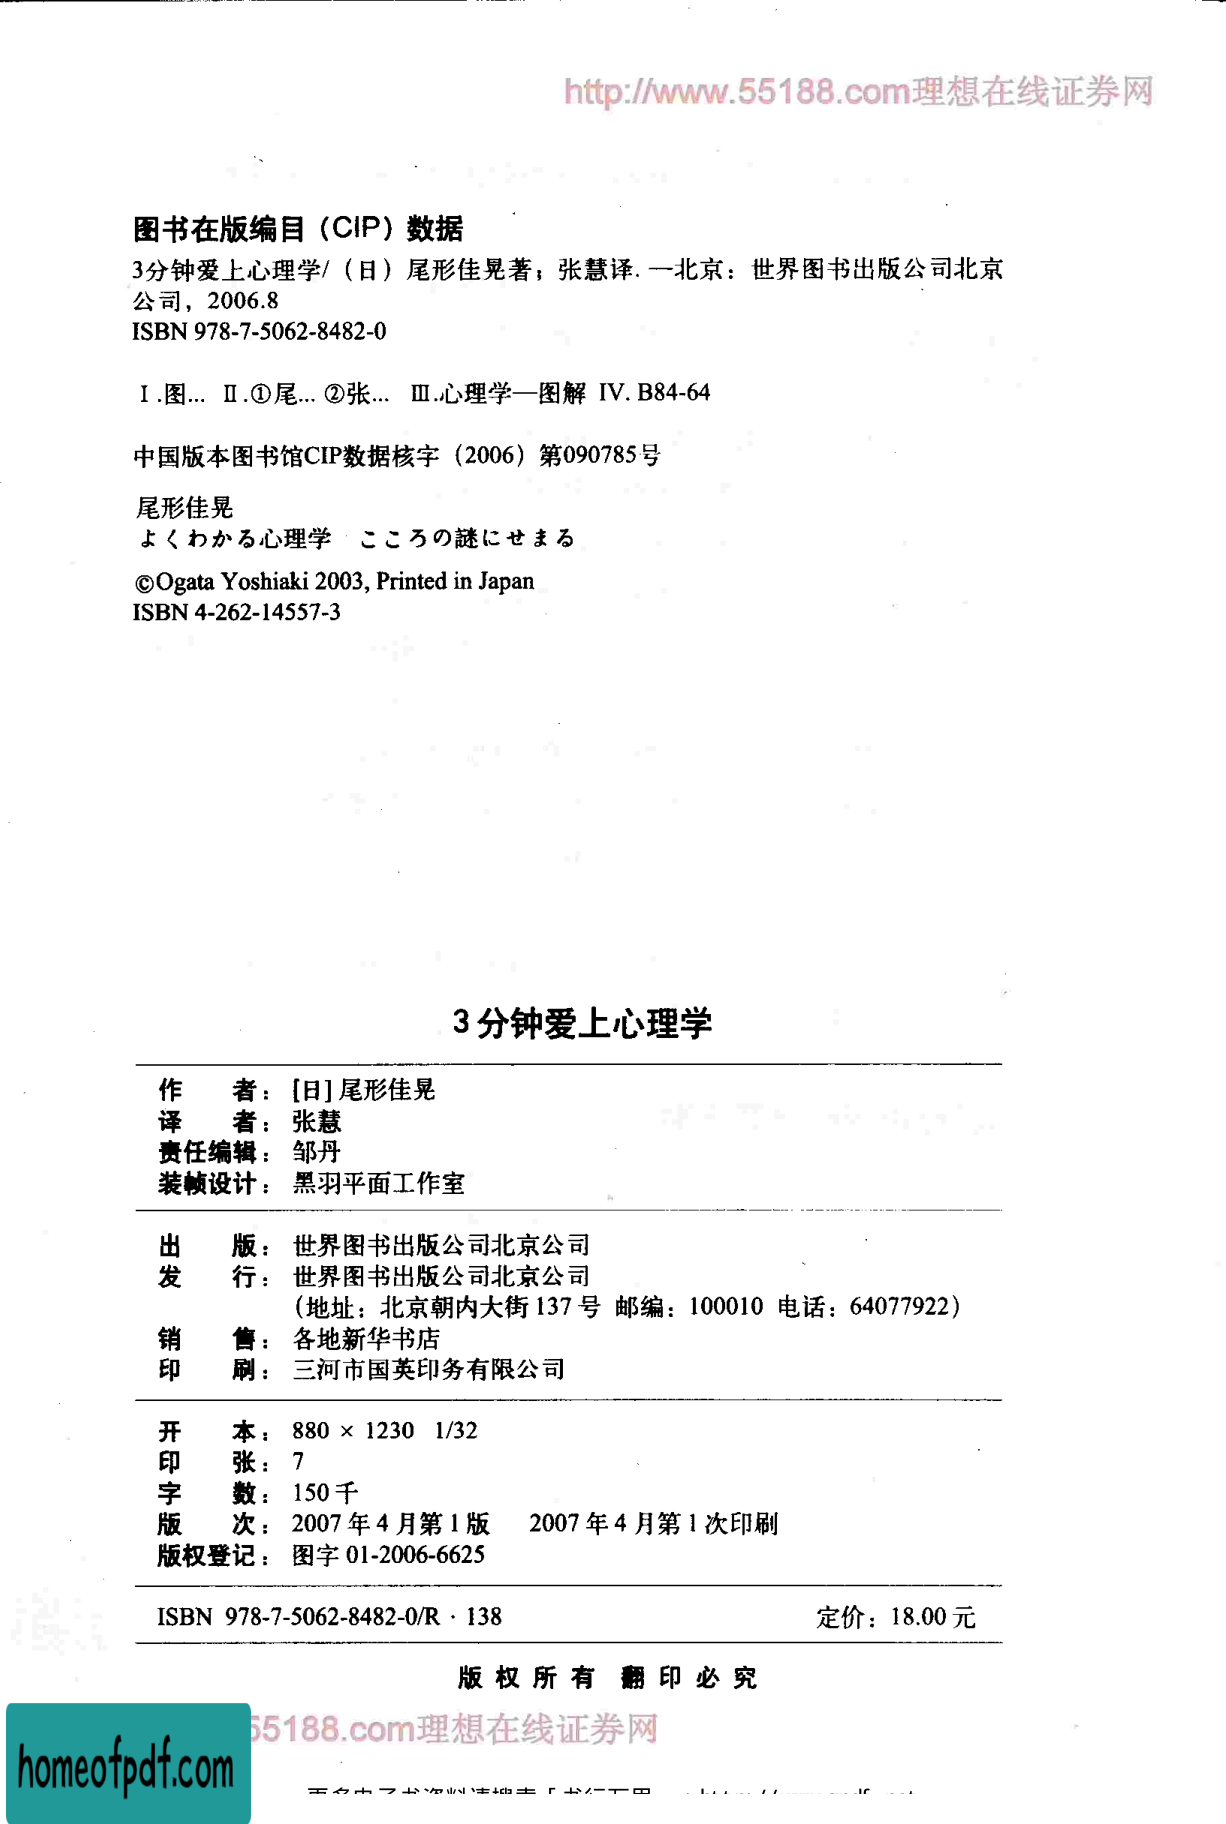 http://www.55188.com理想在线证券网
图书在版编目（CIP）数据
3分钟爱上心理学/（日）尾形佳晃著；张慧译. —北京：世界图书出版公司北京
公司，2006.8
ISBN 978-7-5062-8482-0
Ⅰ.图... Ⅱ.①尾... ②张... Ⅲ.心理学—图解 Ⅳ. B84-64
中国版本图书馆CIP数据核字（2006）第090785号
尾形佳晃
よくわかる心理学 こころの謎にせまる
©Ogata Yoshiaki 2003, Printed in Japan
ISBN 4-262-14557-3
3分钟爱上心理学
作 者：[日]尾形佳晃
译 者：张慧
责任编辑：邹丹
装帧设计：黑羽平面工作室
出 版：世界图书出版公司北京公司
发 行：世界图书出版公司北京公司
(地址：北京朝内大街137号 邮编：100010 电话：64077922)
销 售：各地新华书店
印 刷：三河市国英印务有限公司
开 本：880 × 1230 1/32
印 张：7
字 数：150千
版 次：2007年4月第1版 2007年4月第1次印刷
版权登记：图字01-2006-6625
ISBN 978-7-5062-8482-0/R · 138 定价：18.00元
版权所有 翻印必究
55188.com理想在线证券网
homeofpdf.com